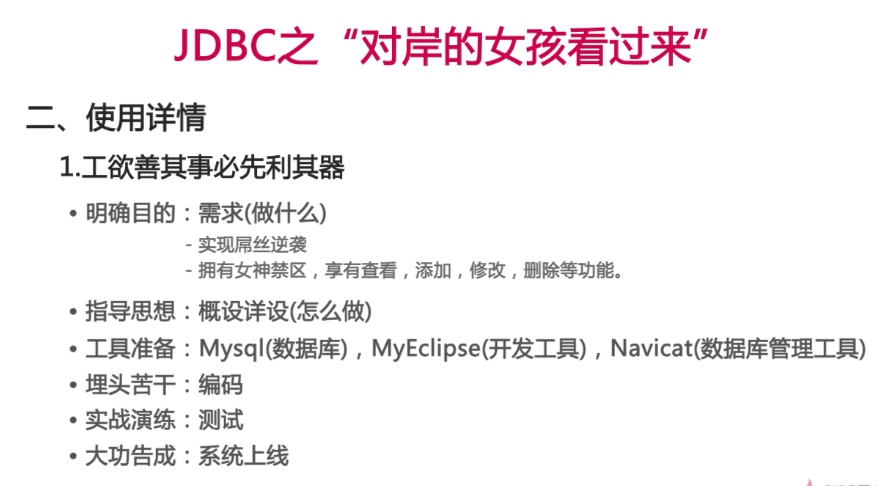 JDBC之“对岸的女孩看过来”
二、使用详情
1.工欲善其事必先利其器
• 明确目的：需求(做什么)
- 实现屌丝逆袭
- 拥有女神禁区，享有查看，添加，修改，删除等功能。
• 指导思想：概设详设(怎么做)
• 工具准备：Mysql(数据库)，MyEclipse(开发工具)，Navicat(数据库管理工具)
• 埋头苦干：编码
• 实战演练：测试
• 大功告成：系统上线